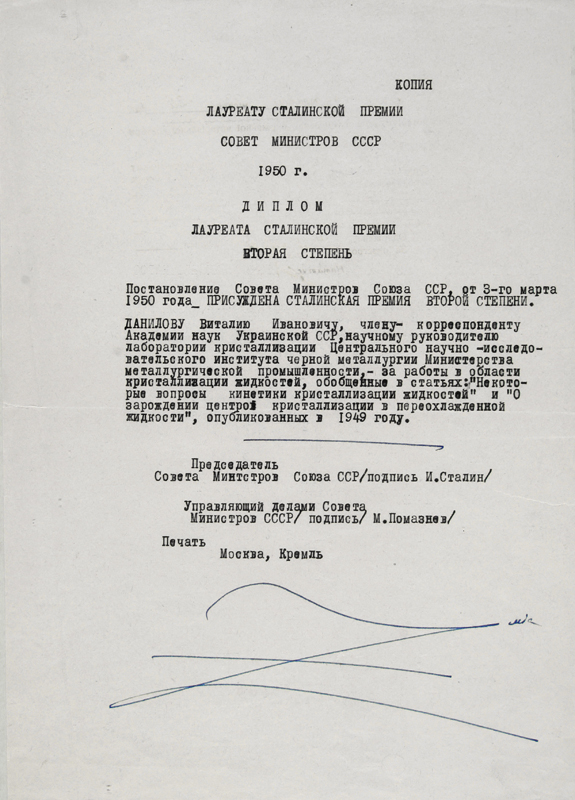 КОПИЯ
ЛАУРЕАТУ СТАЛИНСКОЙ ПРЕМИИ
СОВЕТ МИНИСТРОВ СССР
1950 г.
Д И П Л О М
ЛАУРЕАТА СТАЛИНСКОЙ ПРЕМИИ
ВТОРАЯ СТЕПЕНЬ
Постановление Совета Министров Союза ССР, от 3-го марта
1950 года_ ПРИСУЖДЕНА СТАЛИНСКАЯ ПРЕМИЯ ВТОРОЙ СТЕПЕНИ.
ДАНИЛОВУ Виталию Ивановичу, члену- корреспонденту
Академии наук Украинской ССР,научному руководителю
лаборатории кристаллизации Центрального научно -исследо-
вательского института черной металлургии Министерства
металлургической промышленности,- за работы в области
кристаллизации жидкостей, обобщенные в статьях:"Некото-
рые вопросы кинетики кристаллизации жидкостей" и "О
зарождении центров кристаллизации в переохлажденной
жидкости", опубликованных в 1949 году.
Председатель
Совета Минтстров Союза ССР/подпись И.Сталин/
Управляющий делами Совета
Министров СССР/ подпись/ М.Помазнев/
Печать
Москва, Кремль